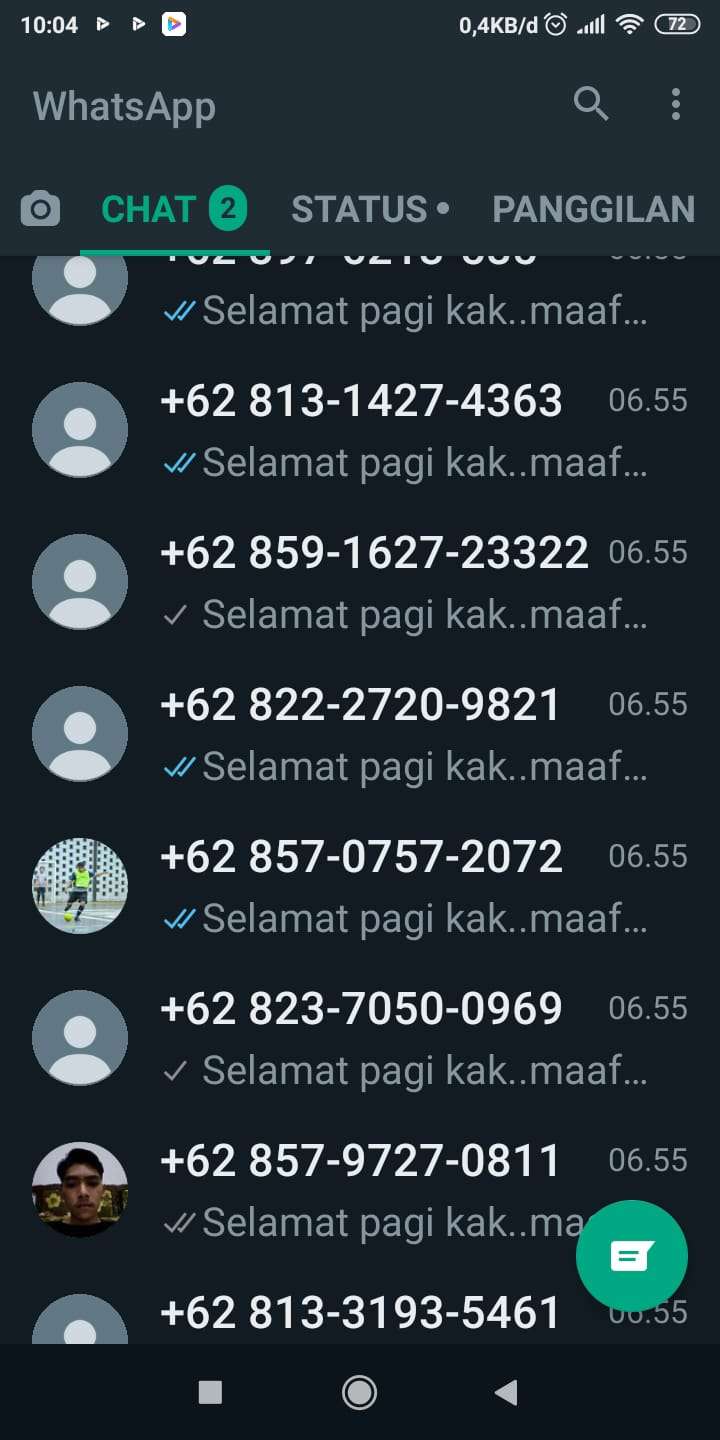 10:04
0,4KB/d
72
WhatsApp
CHAT 2 STATUS PANGGILAN
Selamat pagi kak..maaf...
+62 813-1427-4363 06.55
Selamat pagi kak..maaf...
+62 859-1627-23322 06.55
Selamat pagi kak..maaf...
+62 822-2720-9821 06.55
Selamat pagi kak..maaf...
+62 857-0757-2072 06.55
Selamat pagi kak..maaf...
+62 823-7050-0969 06.55
Selamat pagi kak..maaf...
+62 857-9727-0811 06.55
Selamat pagi kak..
+62 813-3193-5461 06.55